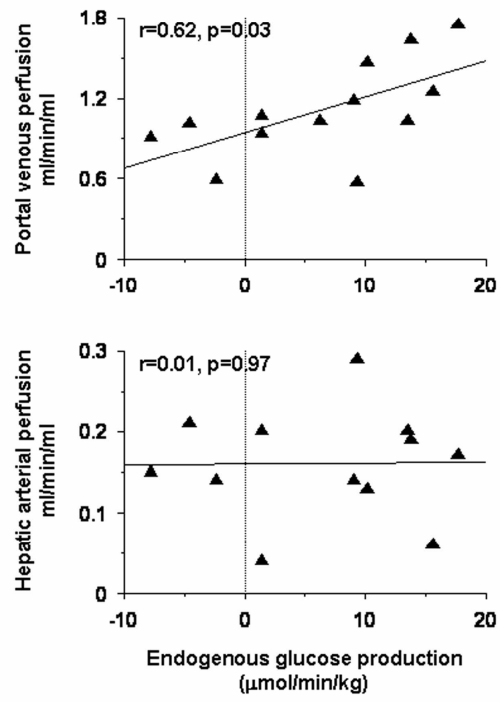 1.8
r=0.62, p=0.03
1.2
0.6
0
-10 0 10 20
Portal venous perfusion
ml/min/ml
0.3
r=0.01, p=0.97
0.2
0.1
0
-10 0 10 20
Hepatic arterial perfusion
ml/min/ml
Endogenous glucose production
(μmol/min/kg)